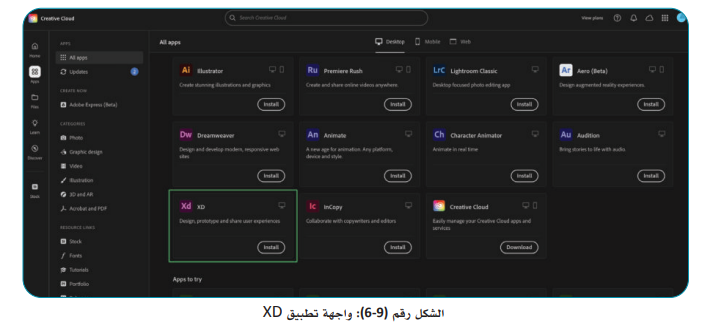 Creative Cloud
Search Creative Cloud
View plans
Home
Apps
Files
Learn
Discover
Stock
APPS
All apps
Updates
2
CREATE NOW
Adobe Express (Beta)
CATEGORIES
Photo
Graphic design
Video
Illustration
XD and AR
Acrobat and PDF
RESOURCE LINKS
Stock
Fonts
Tutorials
Portfolio
All apps
Desktop Mobile Web
Ai Illustrator
Create stunning illustrations and graphics
Install
Ru Premiere Rush
Create and share online videos anywhere
Install
LrC Lightroom Classic
Desktop focused photo editing app
Install
Ar Aero (Beta)
Design augmented reality experiences.
Install
Dw Dreamweaver
Design and develop modern, responsive web
sites
Install
An Animate
A new age for animation. Any platform,
device and style.
Install
Ch Character Animator
Animate in real time
Install
Au Audition
Bring stories to life with audio.
Install
Xd XD
Design, prototype and share user experiences
Install
Ic InCopy
Collaborate with copywriters and editors
Install
Creative Cloud
Easily manage your Creative Cloud apps and
services
Download
Apps to try
الشكل رقم (9-6): واجهة تطبيق XD